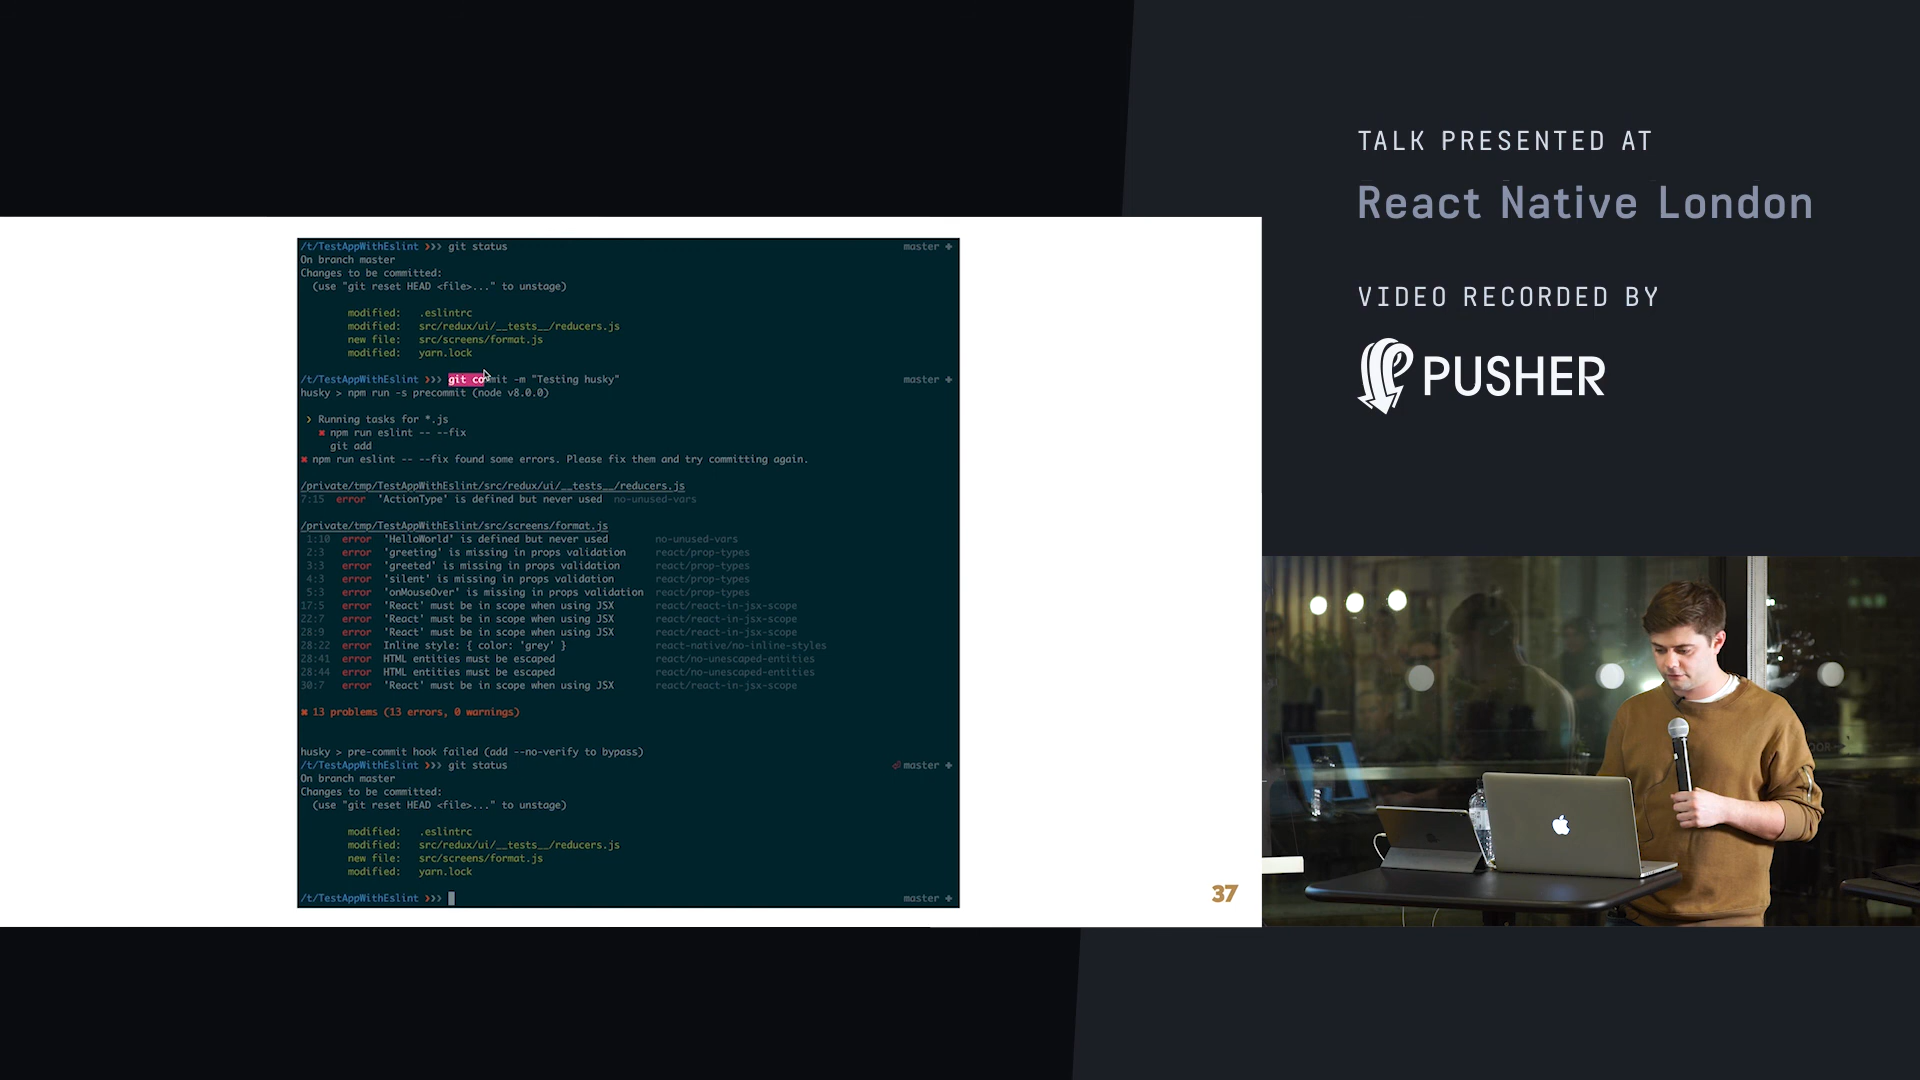 /t/TestAppWithEslint ❯❯❯ git status master ✚
On branch master
Changes to be committed:
(use "git reset HEAD <file>..." to unstage)
modified: .eslintrc
modified: src/redux/ui/__tests__/reducers.js
new file: src/screens/format.js
modified: yarn.lock
/t/TestAppWithEslint ❯❯❯ git commit -m "Testing husky" master ✚
husky > npm run -s precommit (node v8.0.0)
❯ Running tasks for *.js
✖ npm run eslint -- --fix
git add
✖ npm run eslint -- --fix found some errors. Please fix them and try committing again.
/private/tmp/TestAppWithEslint/src/redux/ui/__tests__/reducers.js
7:15 error 'ActionType' is defined but never used no-unused-vars
/private/tmp/TestAppWithEslint/src/screens/format.js
1:10 error 'HelloWorld' is defined but never used no-unused-vars
2:3 error 'greeting' is missing in props validation react/prop-types
3:3 error 'greeted' is missing in props validation react/prop-types
4:3 error 'silent' is missing in props validation react/prop-types
5:3 error 'onMouseOver' is missing in props validation react/prop-types
17:5 error 'React' must be in scope when using JSX react/react-in-jsx-scope
22:7 error 'React' must be in scope when using JSX react/react-in-jsx-scope
28:9 error 'React' must be in scope when using JSX react/react-in-jsx-scope
28:22 error Inline style: { color: 'grey' } react-native/no-inline-styles
28:41 error HTML entities must be escaped react/no-unescaped-entities
28:44 error HTML entities must be escaped react/no-unescaped-entities
30:7 error 'React' must be in scope when using JSX react/react-in-jsx-scope
✖ 13 problems (13 errors, 0 warnings)
husky > pre-commit hook failed (add --no-verify to bypass)
/t/TestAppWithEslint ❯❯❯ git status ⏎ master ✚
On branch master
Changes to be committed:
(use "git reset HEAD <file>..." to unstage)
modified: .eslintrc
modified: src/redux/ui/__tests__/reducers.js
new file: src/screens/format.js
modified: yarn.lock
/t/TestAppWithEslint ❯❯❯ master ✚
37
TALK PRESENTED AT
React Native London
VIDEO RECORDED BY
PUSHER